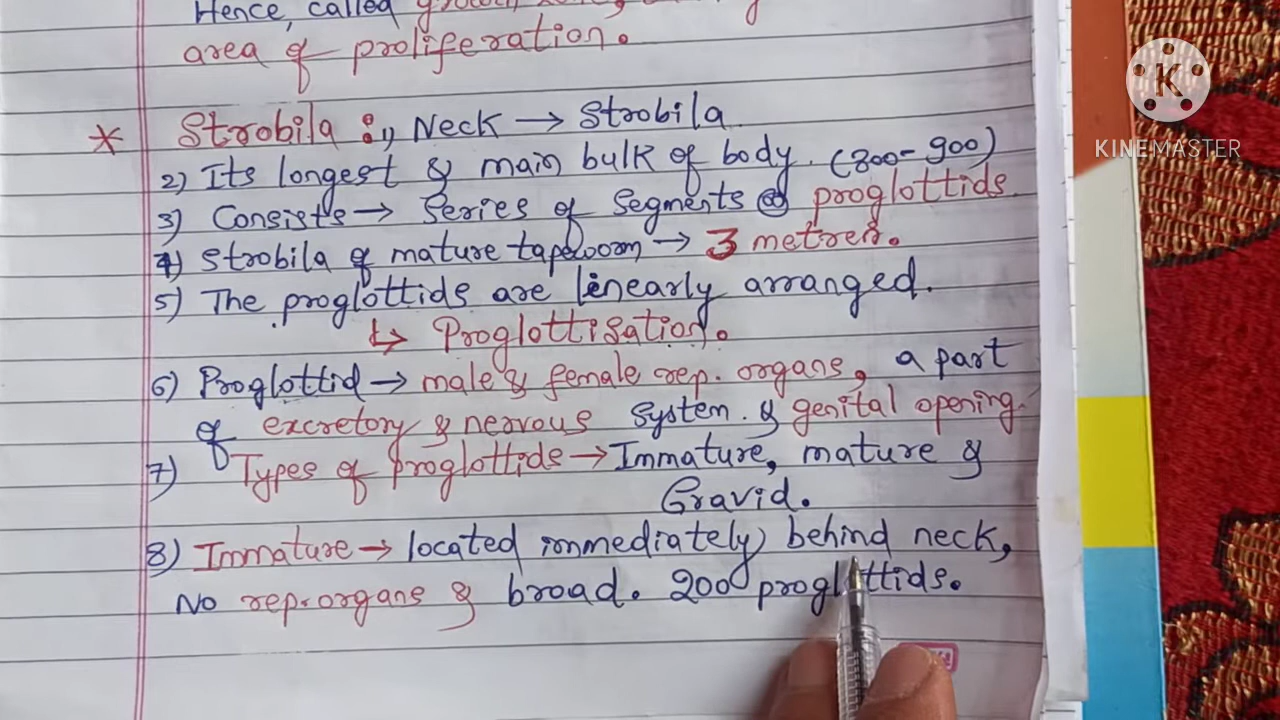 Hence, called growth zone,
area of proliferation.
* Strobila :, Neck → Strobila
2) Its longest & main bulk of body. (800-900)
3) Consists → Series of segments @ proglottids
4) Strobila of mature tapeworm → 3 metres.
5) The proglottids are linearly arranged.
↳ Proglottisation.
6) Proglottid → male & female rep. organs, a part
of excretory & nervous system. & genital opening
7) Types of proglottids → Immature, mature &
Gravid.
8) Immature → located immediately behind neck,
No rep. organs & broad. 200 proglottids.
K
KINEMASTER